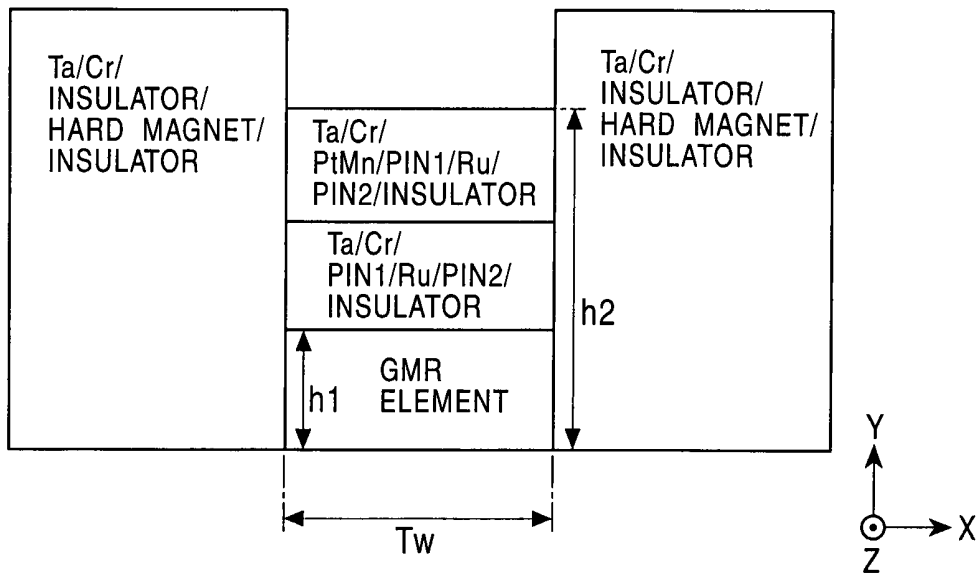 Ta/Cr/
INSULATOR/
HARD MAGNET/
INSULATOR
Ta/Cr/
PtMn/PIN1/Ru/
PIN2/INSULATOR
Ta/Cr/
PIN1/Ru/PIN2/
INSULATOR
GMR
ELEMENT
h1
h2
Ta/Cr/
INSULATOR/
HARD MAGNET/
INSULATOR
Tw
Y
X
Z